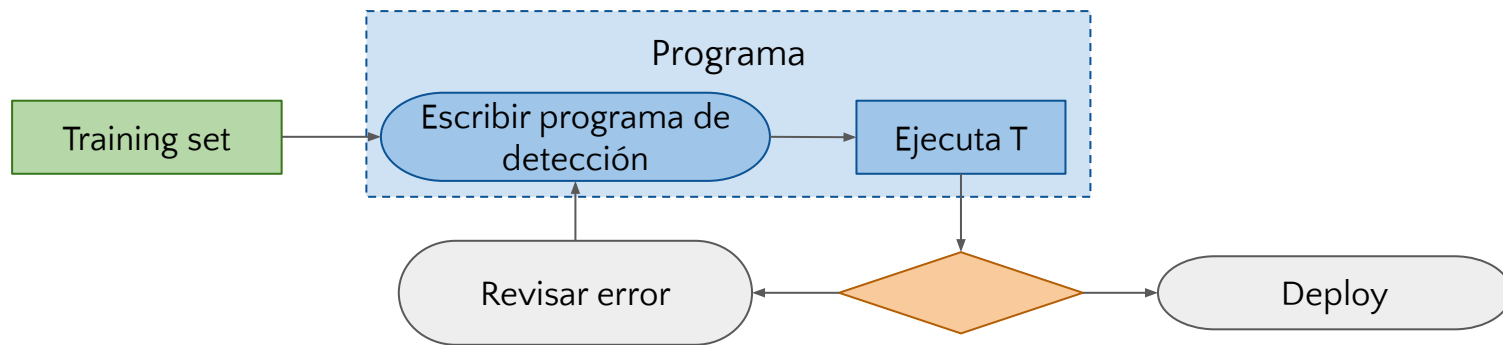 Programa
Training set
Escribir programa de
detección
Ejecuta T
Revisar error
Deploy